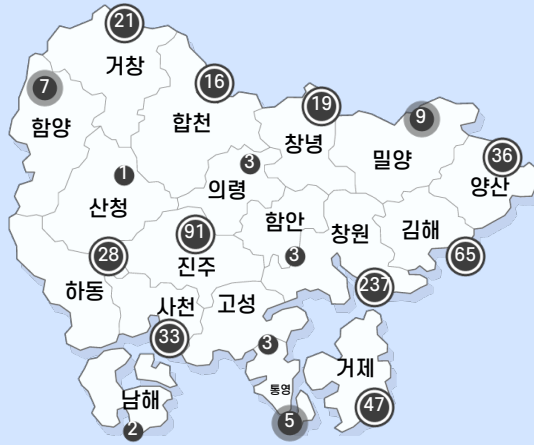 21
거창
7
16
함양
합천
19
창녕
9
밀양
36
양산
1
산청
3
의령
91
진주
함안
3
창원
김해
65
28
하동
237
사천
33
고성
3
통영
5
거제
47
남해
2